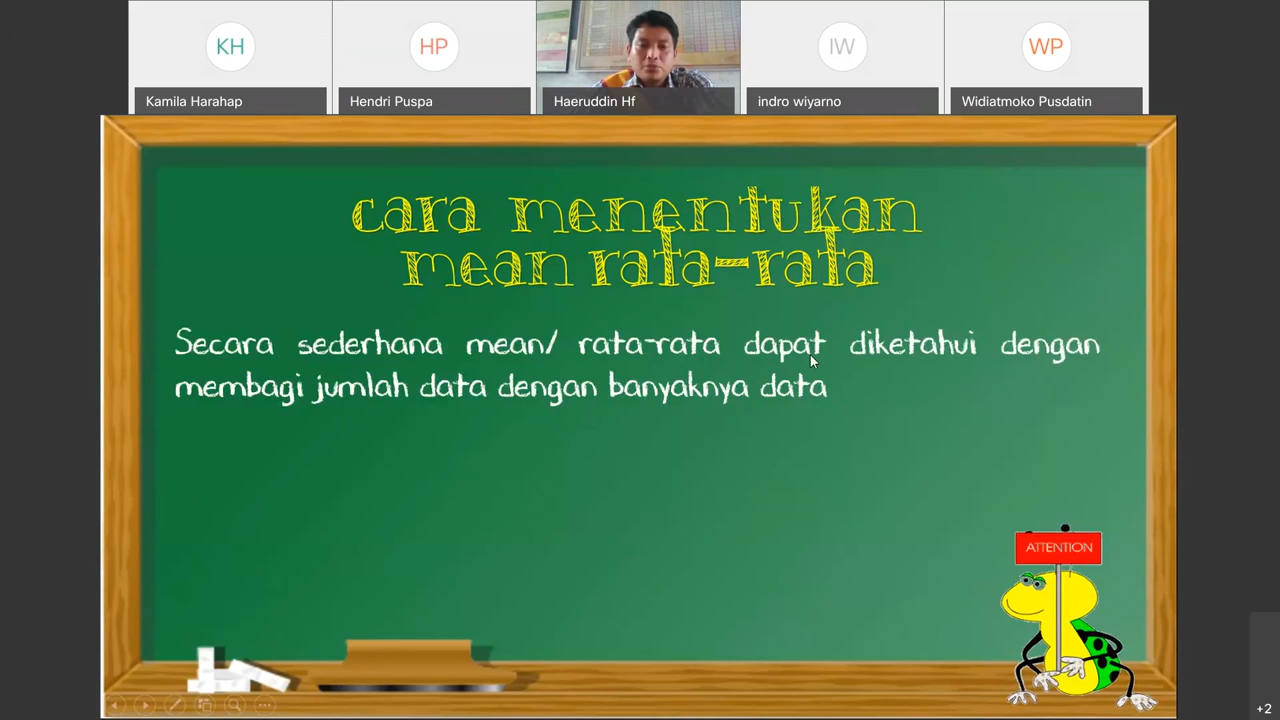 KH
HP
IW
WP
Kamila Harahap
Hendri Puspa
Haeruddin Hf
indro wiyarno
Widiatmoko Pusdatin
cara menentukan
mean rata-rata
Secara sederhana mean/ rata-rata dapat diketahui dengan
membagi jumlah data dengan banyaknya data
ATTENTION
+2